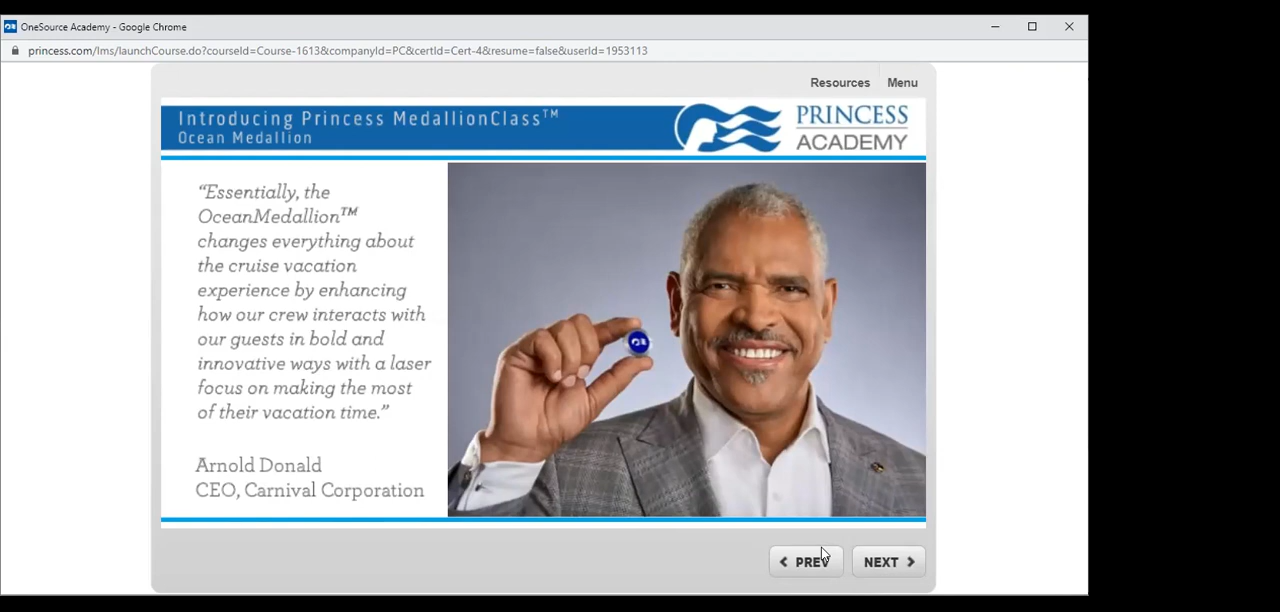 OneSource Academy - Google Chrome
princess.com/lms/launchCourse.do?courseId=Course-1613&companyId=PC&certId=Cert-4&resume=false&userId=1953113
Resources Menu
Introducing Princess MedallionClass™
Ocean Medallion
PRINCESS
ACADEMY
“Essentially, the
OceanMedallion™
changes everything about
the cruise vacation
experience by enhancing
how our crew interacts with
our guests in bold and
innovative ways with a laser
focus on making the most
of their vacation time.”
Arnold Donald
CEO, Carnival Corporation
PREV NEXT